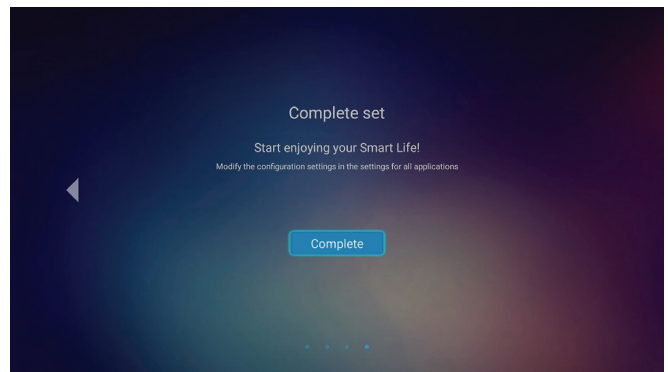 Complete set
Start enjoying your Smart Life!
Modify the configuration settings in the settings for all applications
Complete